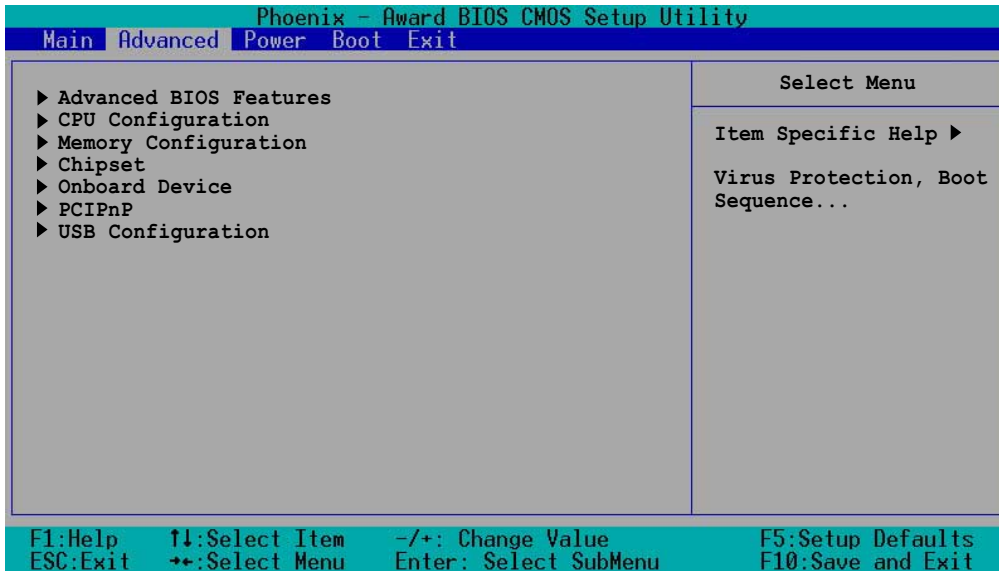 Phoenix - Award BIOS CMOS Setup Utility
Main Advanced Power Boot Exit
▶ Advanced BIOS Features
▶ CPU Configuration
▶ Memory Configuration
▶ Chipset
▶ Onboard Device
▶ PCIPnP
▶ USB Configuration
Select Menu
Item Specific Help ▶
Virus Protection, Boot
Sequence...
F1:Help ↑↓:Select Item -/+: Change Value F5:Setup Defaults
ESC:Exit →←:Select Menu Enter: Select SubMenu F10:Save and Exit